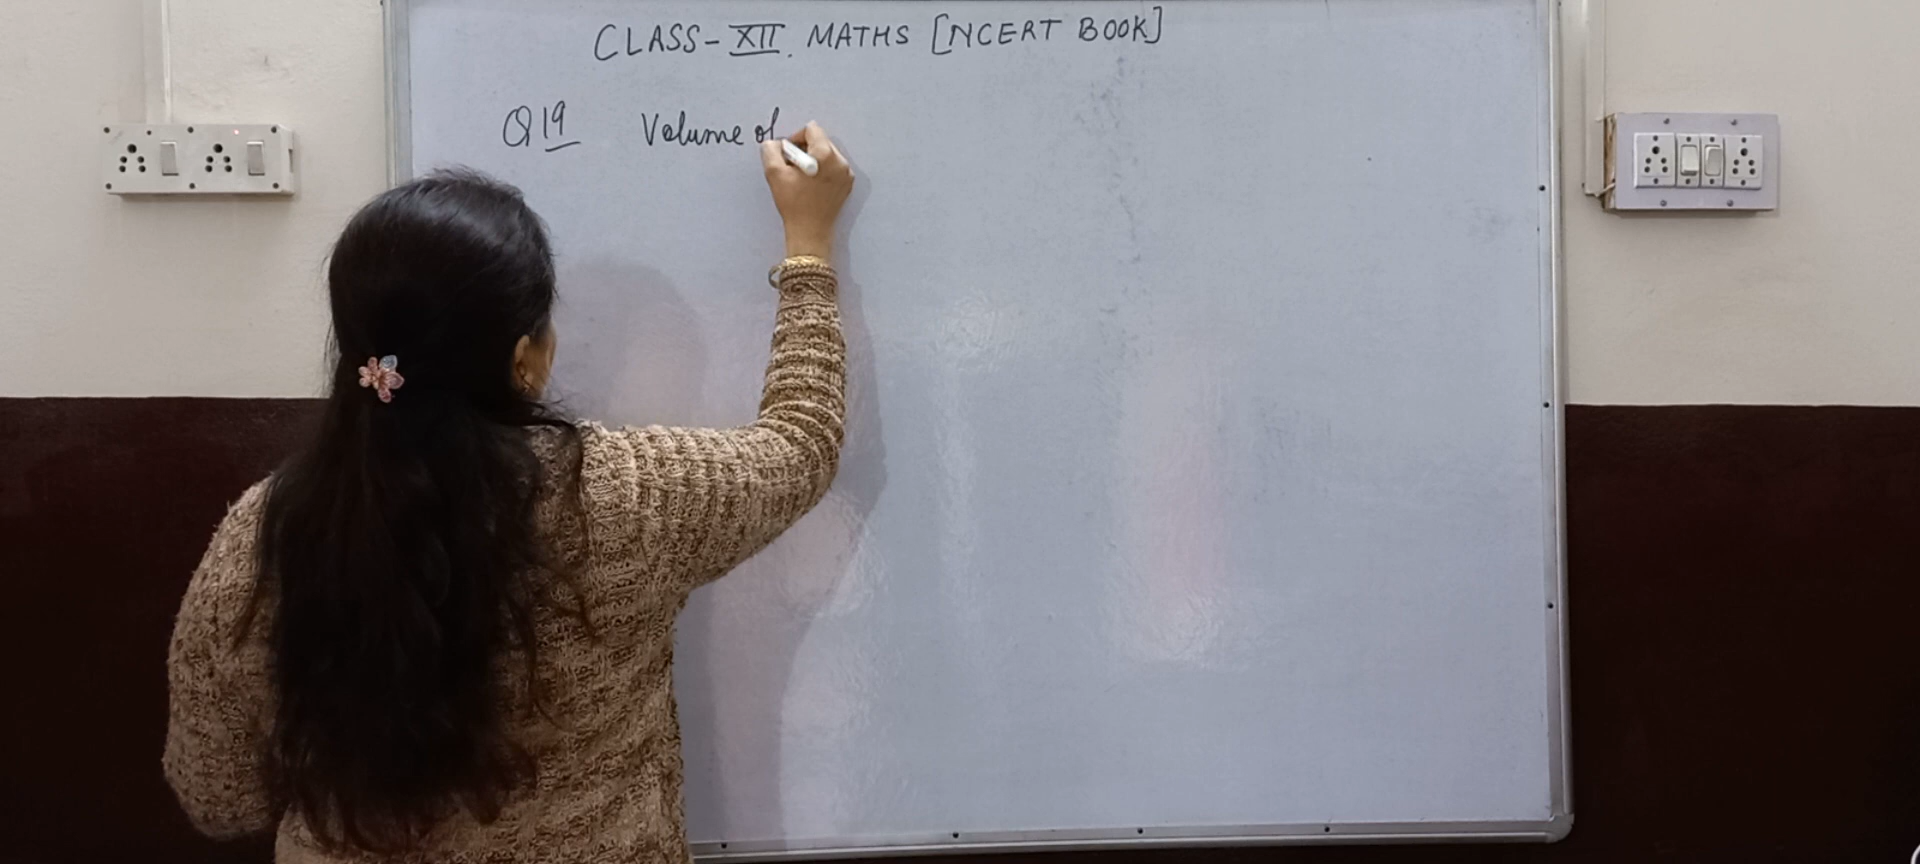 CLASS-XII. MATHS [NCERT BOOK]
Q19 Volume of